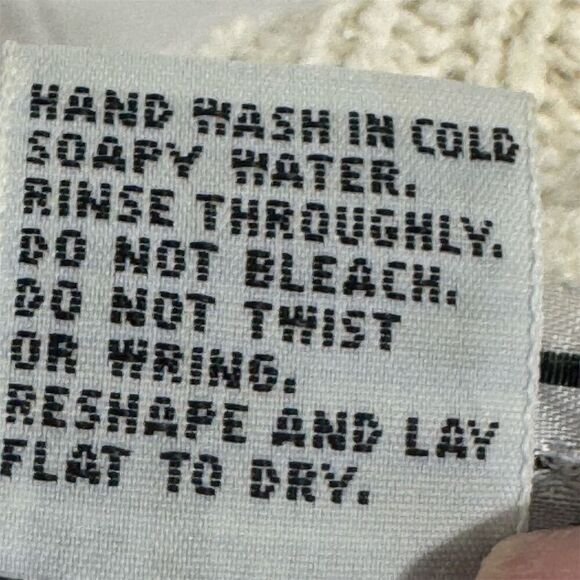 HAND WASH IN COLD
SOAPY WATER.
RINSE THROUGHLY.
DO NOT BLEACH.
DO NOT TWIST
OR WRING.
RESHAPE AND LAY
FLAT TO DRY.